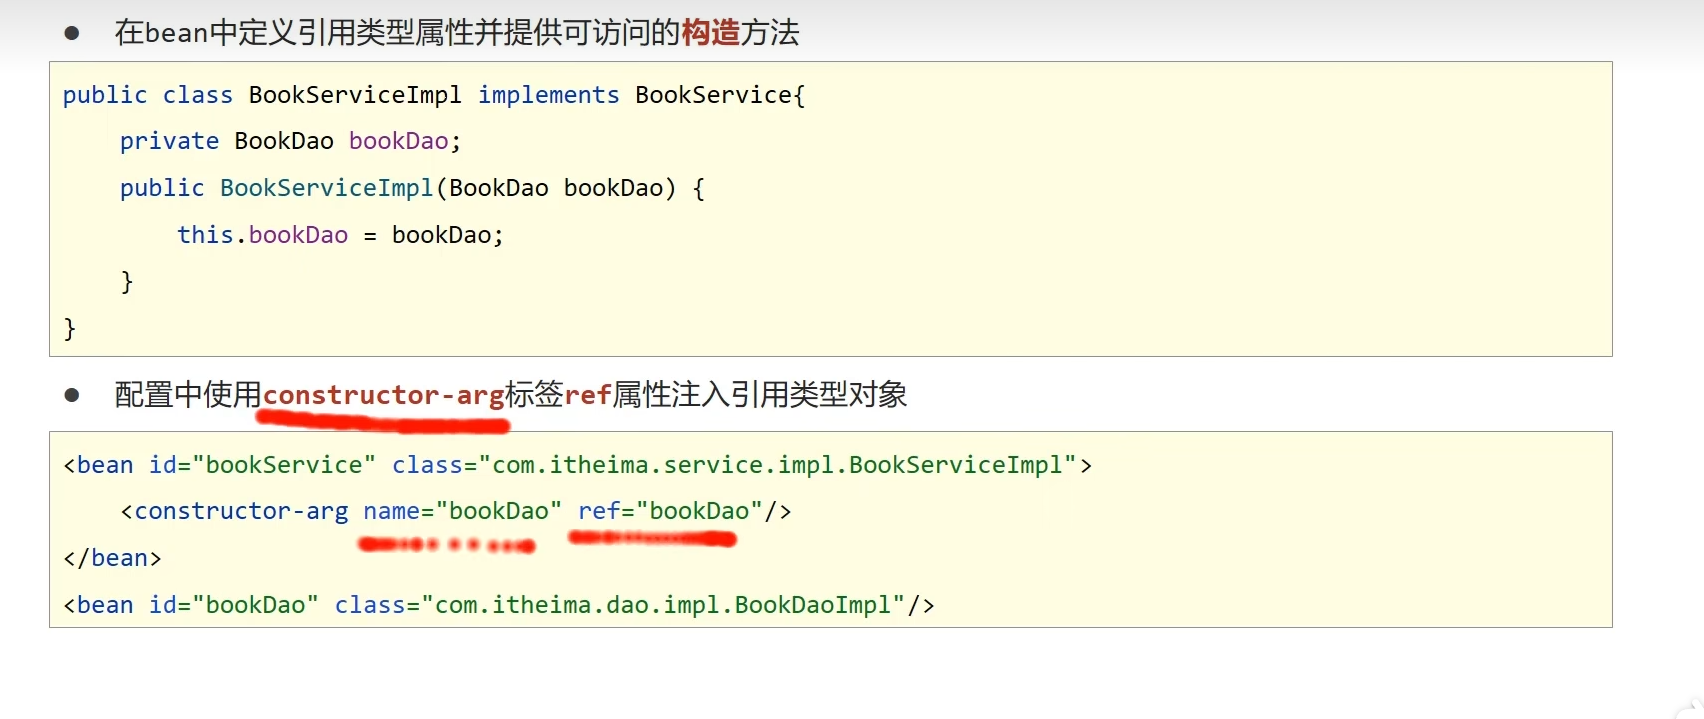 ● 在bean中定义引用类型属性并提供可访问的构造方法
public class BookServiceImpl implements BookService{
    private BookDao bookDao;
    public BookServiceImpl(BookDao bookDao) {
        this.bookDao = bookDao;
    }
}
● 配置中使用constructor-arg标签ref属性注入引用类型对象
<bean id="bookService" class="com.itheima.service.impl.BookServiceImpl">
    <constructor-arg name="bookDao" ref="bookDao"/>
</bean>
<bean id="bookDao" class="com.itheima.dao.impl.BookDaoImpl"/>